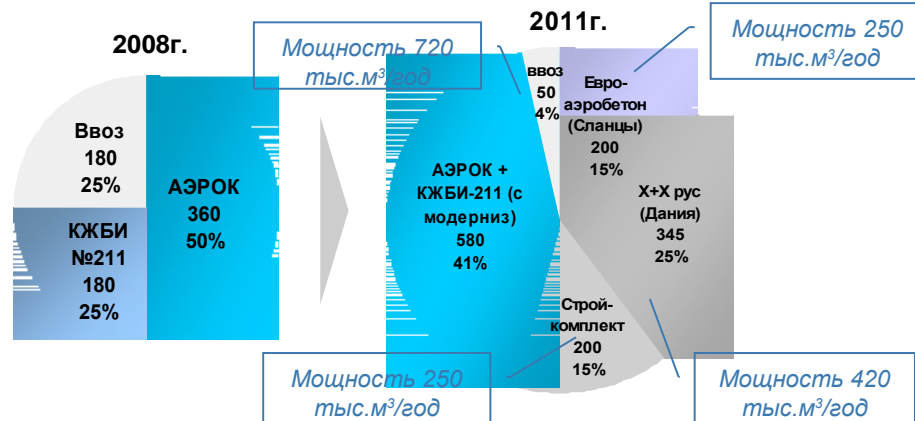 2008г.
Ввоз
180
25%
КЖБИ
№211
180
25%
АЭРОК
360
50%
2011г.
Мощность 720
тыс.м³/год
Мощность 250
тыс.м³/год
ввоз
50
4%
Евро-
аэробетон
(Сланцы)
200
15%
АЭРОК +
КЖБИ-211 (с
модерниз)
580
41%
Х+Х рус
(Дания)
345
25%
Строй-
комплект
200
15%
Мощность 250
тыс.м³/год
Мощность 420
тыс.м³/год